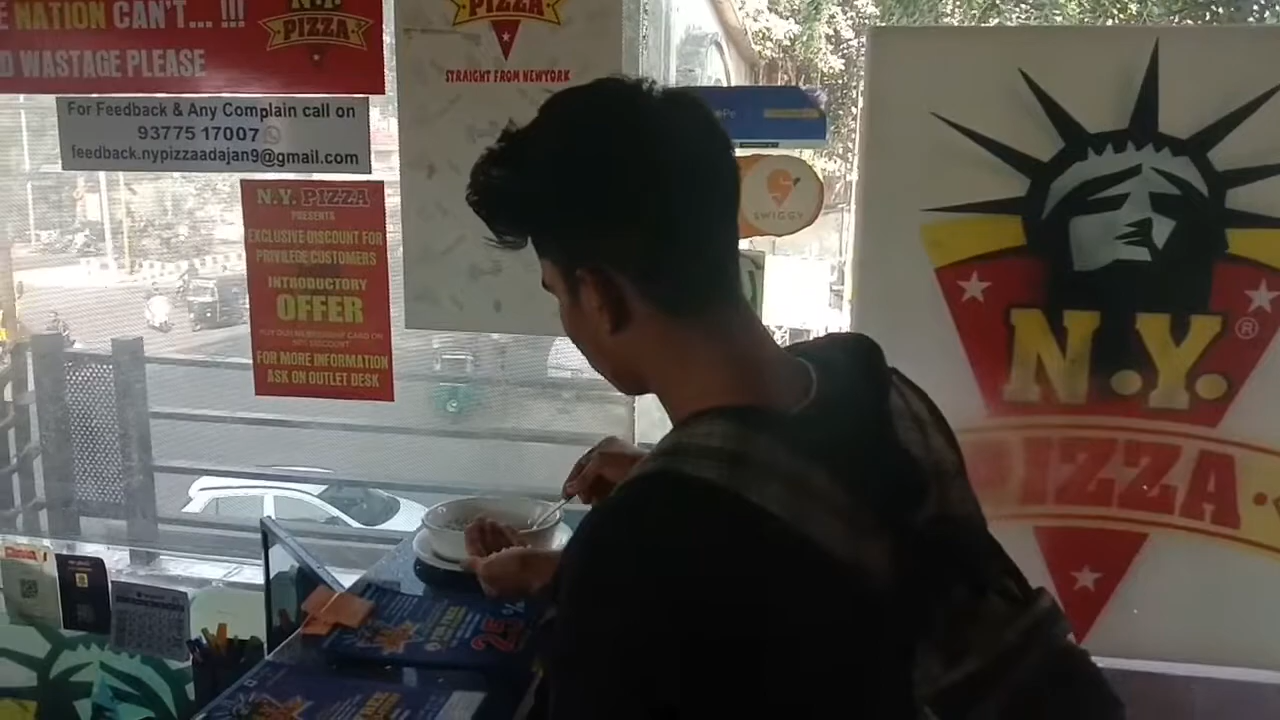 NATION CAN'T... !!!
WASTAGE PLEASE
N.Y.
PIZZA
For Feedback & Any Complain call on
93775 17007
feedback.nypizzaadajan9@gmail.com
N.Y. PIZZA
PRESENTS
EXCLUSIVE DISCOUNT FOR
PRIVILEGE CUSTOMERS
INTRODUCTORY
OFFER
FOR MORE INFORMATION
ASK ON OUTLET DESK
PIZZA
STRAIGHT FROM NEWYORK
SWIGGY
N.Y.®
PIZZA
25%